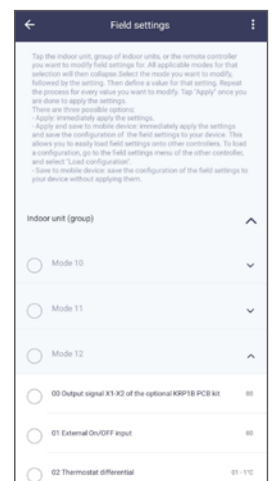 Field settings
Tap the indoor unit, group of indoor units, or the remote controller
you want to modify field settings for. All applicable modes for that
selection will then collapse. Select the mode you want to modify,
followed by the setting. Then define a value for that setting. Repeat
the process for every value you want to modify. Tap "Apply" once you
are done to apply the settings.
There are three possible options:
- Apply: immediately apply the settings.
- Apply and save to mobile device: immediately apply the settings
and save the configuration of the field settings to your device. This
allows you to easily load field settings onto other controllers. To load
a configuration, go to the field settings menu of the other controller,
and select "Load configuration".
- Save to mobile device: save the configuration of the field settings to
your device without applying them.
Indoor unit (group)
Mode 10
Mode 11
Mode 12
00 Output signal X1-X2 of the optional KRP1B PCB kit
01 External On/OFF input
02 Thermostat differential 01 - 1°C